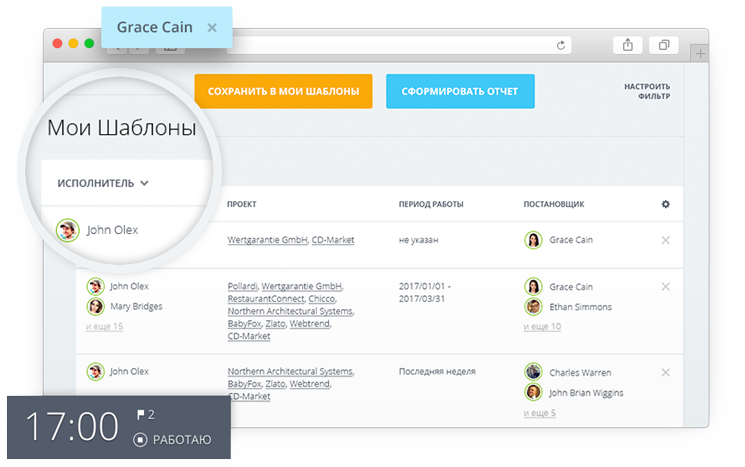 Grace Cain
СОХРАНИТЬ В МОИ ШАБЛОНЫ
СФОРМИРОВАТЬ ОТЧЕТ
НАСТРОИТЬ
ФИЛЬТР
Мои Шаблоны
ИСПОЛНИТЕЛЬ
ПРОЕКТ
ПЕРИОД РАБОТЫ
ПОСТАНОВЩИК
John Olex
Wertgarantie GmbH, CD-Market
не указан
Grace Cain
John Olex
Mary Bridges
и еще 15
Pollardi, Wertgarantie GmbH,
RestaurantConnect, Chicco,
Northern Architectural Systems,
BabyFox, Zlato, Webtrend,
CD-Market
2017/01/01 -
2017/03/31
Grace Cain
Ethan Simmons
и еще 10
John Olex
Northern Architectural Systems,
BabyFox, Zlato, Webtrend,
CD-Market
Последняя неделя
Charles Warren
John Brian Wiggins
и еще 5
17:00
2
РАБОТАЮ